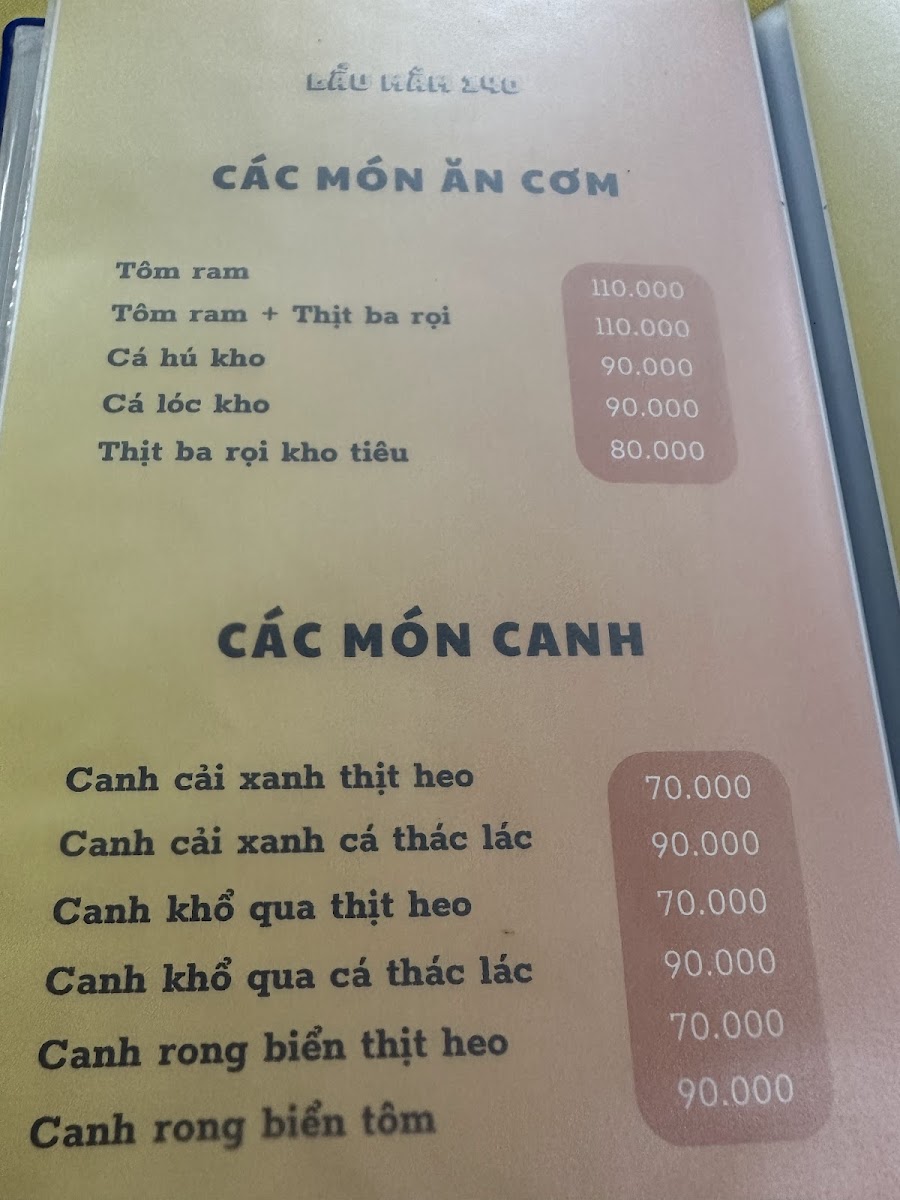 LẨU MẮM 140
CÁC MÓN ĂN CƠM
Tôm ram 110.000
Tôm ram + Thịt ba rọi 110.000
Cá hú kho 90.000
Cá lóc kho 90.000
Thịt ba rọi kho tiêu 80.000
CÁC MÓN CANH
Canh cải xanh thịt heo 70.000
Canh cải xanh cá thác lác 90.000
Canh khổ qua thịt heo 70.000
Canh khổ qua cá thác lác 90.000
Canh rong biển thịt heo 70.000
Canh rong biển tôm 90.000